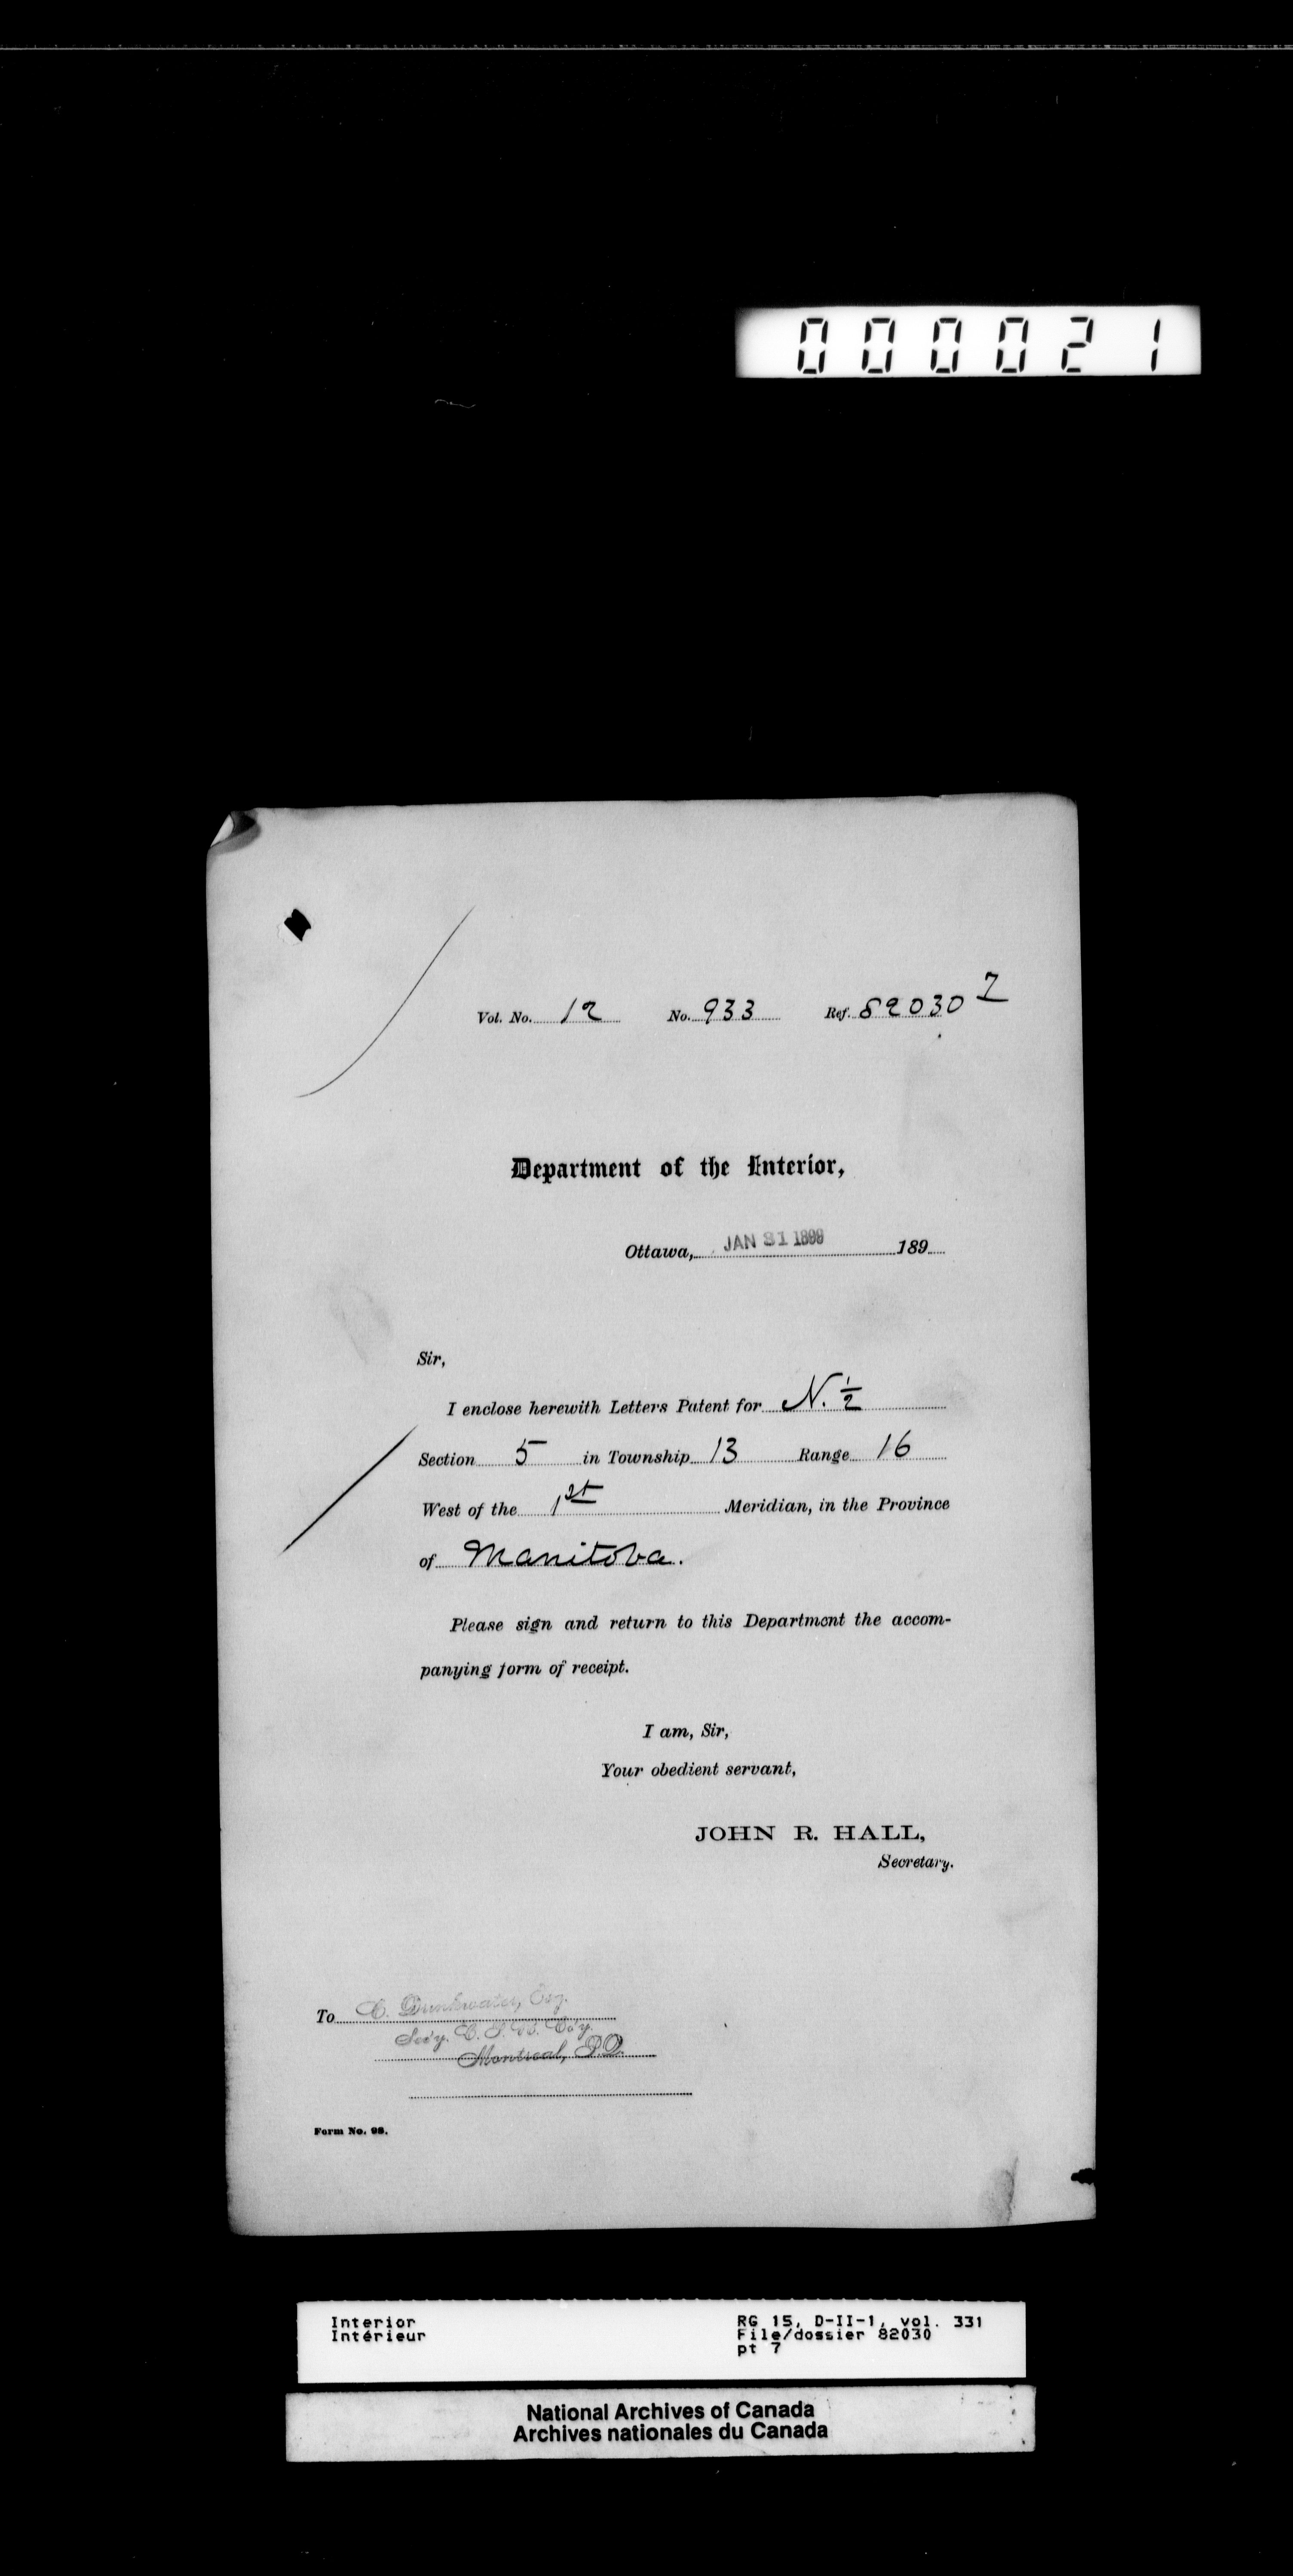 000021
Vol. No. 12 No. 933 Ref. 82030 7
Department of the Interior,
Ottawa, JAN 31 1899 189
Sir,
I enclose herewith Letters Patent for N. ½
Section 5 in Township 13 Range 16
West of the 1st Meridian, in the Province
of Manitoba.
Please sign and return to this Department the accom-
panying form of receipt.
I am, Sir,
Your obedient servant,
JOHN R. HALL,
Secretary.
To C. Drinkwater, Esq.
Sec'y. C. P. R. Co'y.
Montreal, P.Q.
Form No. 98.
Interior RG 15, D-II-1, vol. 331
Intérieur File/dossier 82030
pt 7
National Archives of Canada
Archives nationales du Canada